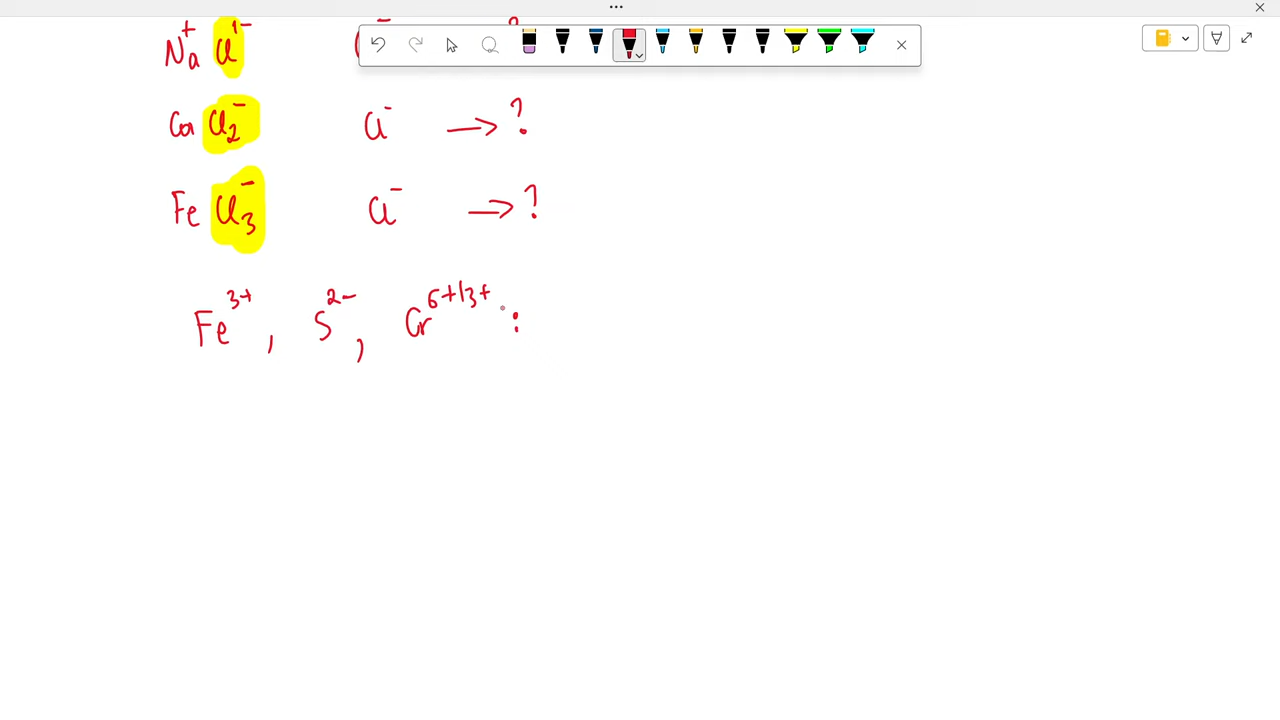 Na⁺ Cl¹⁻
Ca Cl₂⁻ Cl⁻ → ?
Fe Cl₃⁻ Cl⁻ → ?
Fe³⁺, S²⁻, Cr⁶⁺/³⁺ :